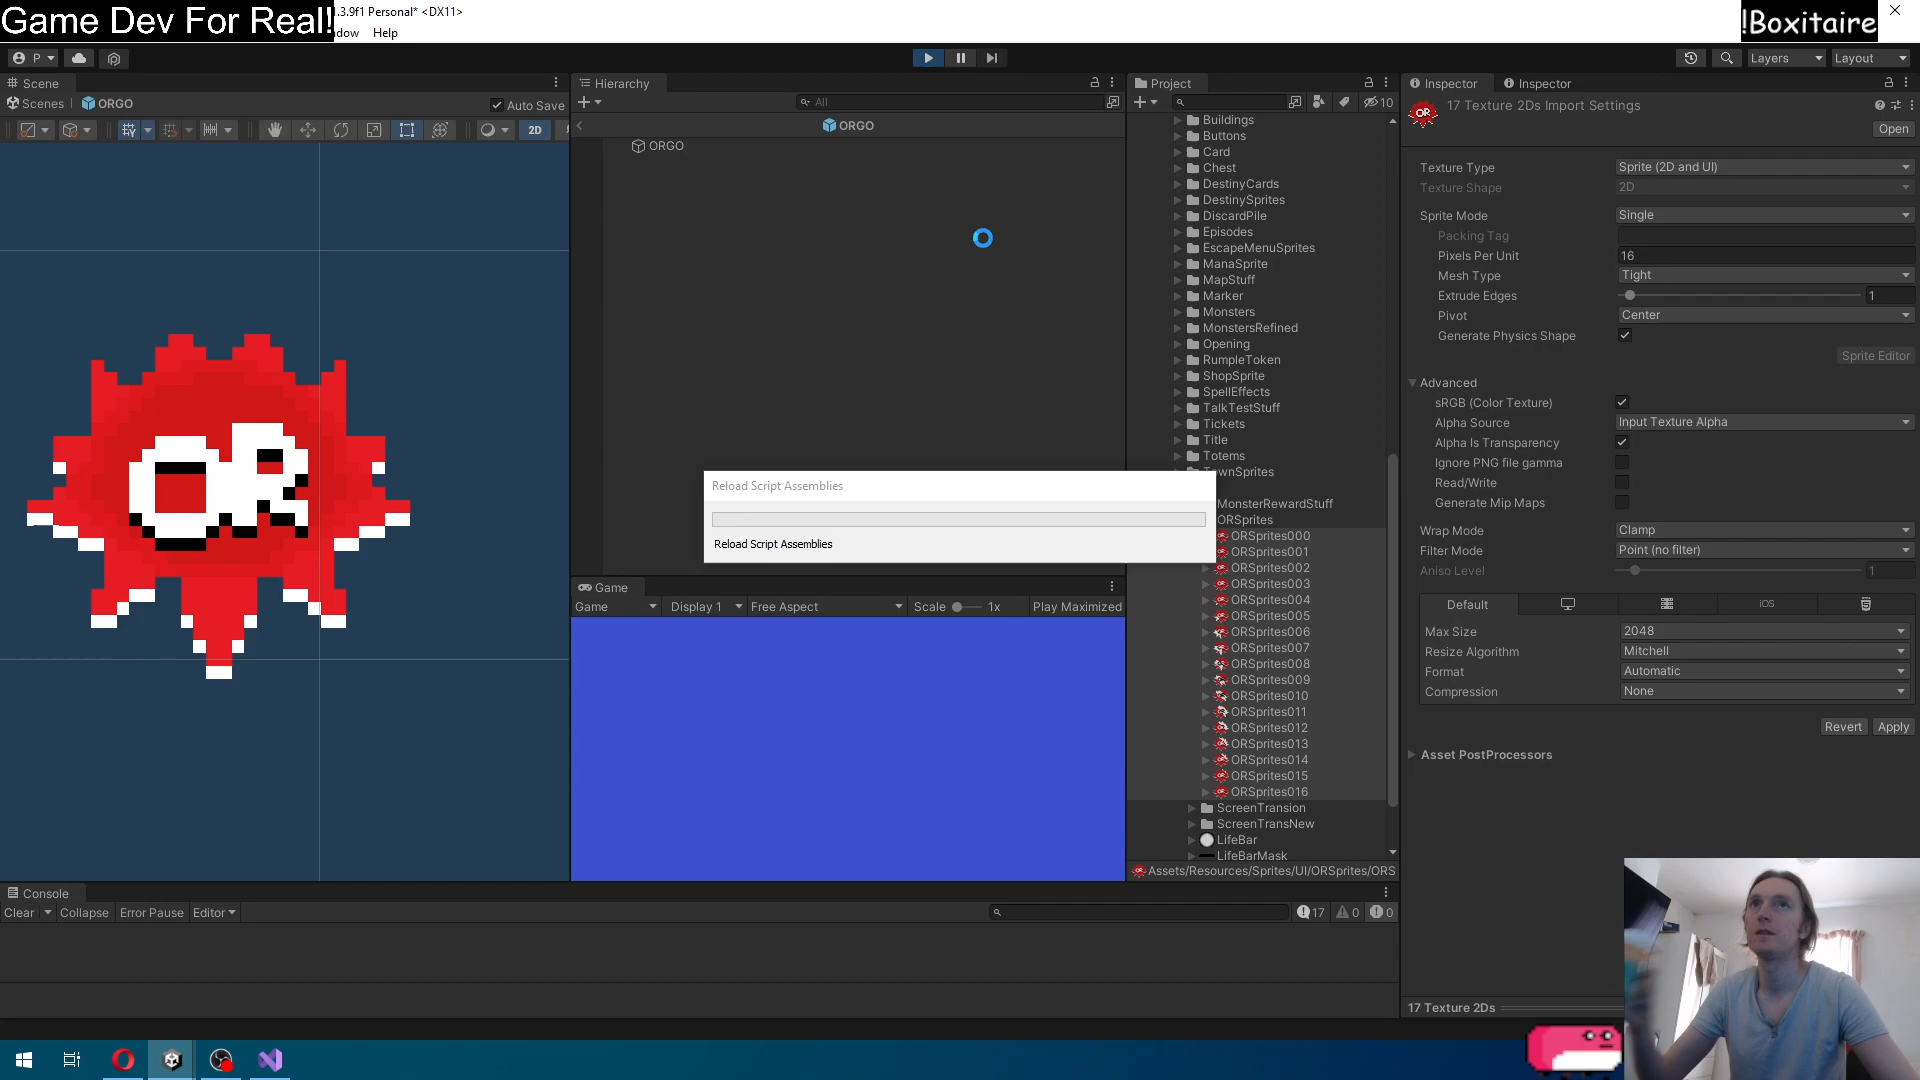 Game Dev For Real!
.3.9f1 Personal* <DX11>
!Boxitaire
dow
Help
P
Layers
Layout
Scene
Hierarchy
Project
Inspector
Inspector
Scenes
ORGO
Auto Save
All
10
17 Texture 2Ds Import Settings
Open
2D
ORGO
ORGO
Buildings
Buttons
Card
Chest
DestinyCards
DestinySprites
DiscardPile
Episodes
EscapeMenuSprites
ManaSprite
MapStuff
Marker
Monsters
MonstersRefined
Opening
RumpleToken
ShopSprite
SpellEffects
TalkTestStuff
Tickets
Title
Totems
TownSprites
MonsterRewardStuff
ORSprites
ORSprites000
ORSprites001
ORSprites002
ORSprites003
ORSprites004
ORSprites005
ORSprites006
ORSprites007
ORSprites008
ORSprites009
ORSprites010
ORSprites011
ORSprites012
ORSprites013
ORSprites014
ORSprites015
ORSprites016
ScreenTransion
ScreenTransNew
LifeBar
LifeBarMask
Assets/Resources/Sprites/UI/ORSprites/ORS
Texture Type
Sprite (2D and UI)
Texture Shape
2D
Sprite Mode
Single
Packing Tag
Pixels Per Unit
16
Mesh Type
Tight
Extrude Edges
1
Pivot
Center
Generate Physics Shape
Sprite Editor
Advanced
sRGB (Color Texture)
Alpha Source
Input Texture Alpha
Alpha Is Transparency
Ignore PNG file gamma
Read/Write
Generate Mip Maps
Wrap Mode
Clamp
Filter Mode
Point (no filter)
Aniso Level
1
Default
iOS
Max Size
2048
Resize Algorithm
Mitchell
Format
Automatic
Compression
None
Revert
Apply
Asset PostProcessors
17 Texture 2Ds
OR
OR
Reload Script Assemblies
Reload Script Assemblies
Game
Game
Display 1
Free Aspect
Scale
1x
Play Maximized
Console
Clear
Collapse
Error Pause
Editor
17
0
0